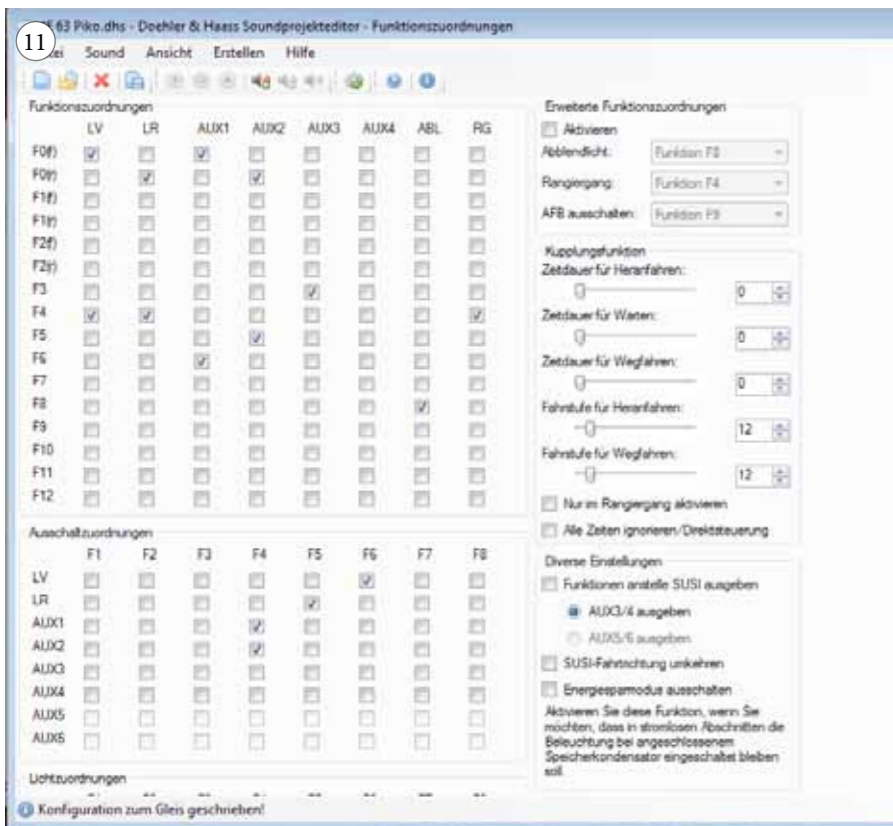 11
63 Piko.dhs - Doehler & Haass Soundprojekteditor - Funktionszuordnungen
Sound Ansicht Erstellen Hilfe
Funktionszuordnungen
LV LR AUX1 AUX2 AUX3 AUX4 ABL RG
F0(f)
F0(r)
F1(f)
F1(r)
F2(f)
F2(r)
F3
F4
F5
F6
F7
F8
F9
F10
F11
F12
Ausschaltzuordnungen
F1 F2 F3 F4 F5 F6 F7 F8
LV
LR
AUX1
AUX2
AUX3
AUX4
AUX5
AUX6
Lichtzuordnungen
Erweiterte Funktionszuordnungen
Aktivieren
Abblendlicht: Funktion F8
Rangiergang: Funktion F4
AFB ausschalten: Funktion F9
Kupplungsfunktion
Zeitdauer für Heranfahren:
0
Zeitdauer für Warten:
0
Zeitdauer für Wegfahren:
0
Fahrstufe für Heranfahren:
12
Fahrstufe für Wegfahren:
12
Nur im Rangiergang aktivieren
Alle Zeiten ignorieren/Direktsteuerung
Diverse Einstellungen
Funktionen anstelle SUSI ausgeben
AUX3/4 ausgeben
AUX5/6 ausgeben
SUSI-Fahrtrichtung umkehren
Energiesparmodus ausschalten
Aktivieren Sie diese Funktion, wenn Sie
möchten, dass in stromlosen Abschnitten die
Beleuchtung bei angeschlossenem
Speicherkondensator eingeschaltet bleiben
soll.
Konfiguration zum Gleis geschrieben!